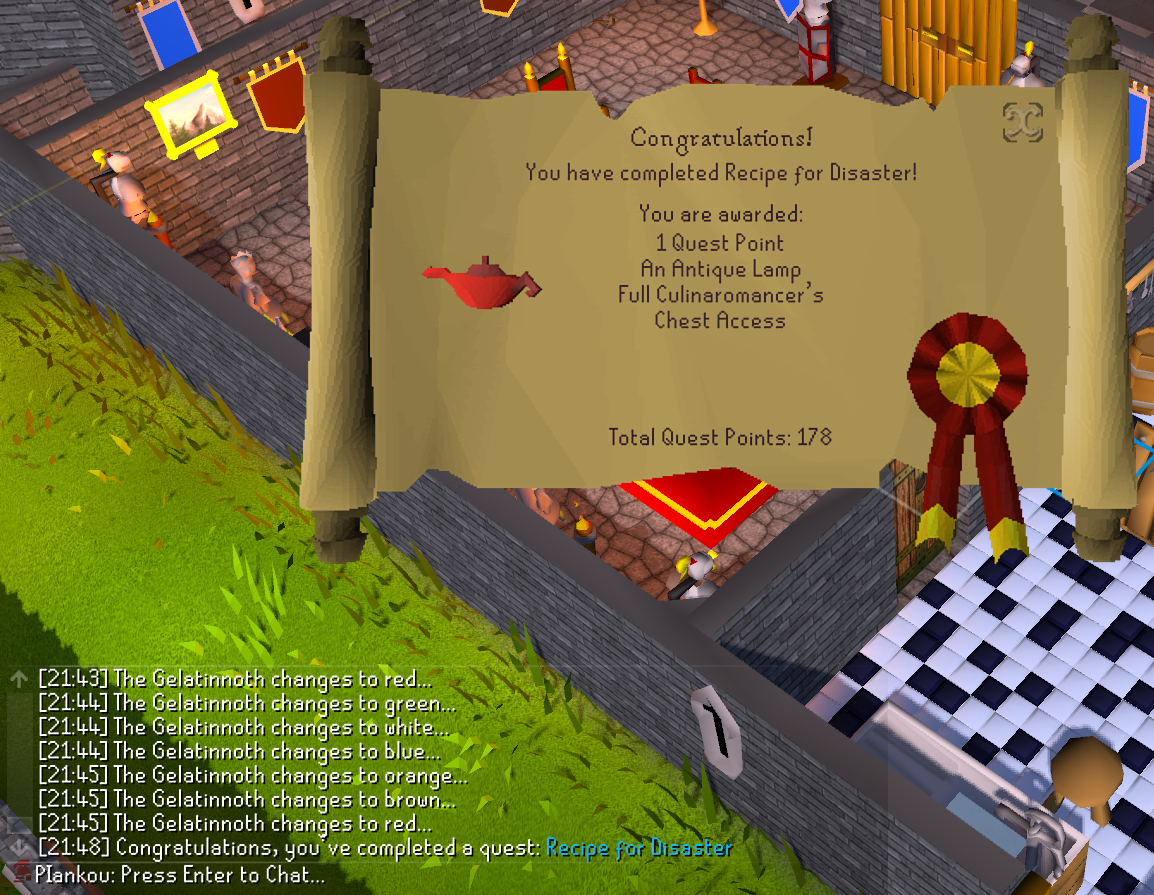 Congratulations!
You have completed Recipe for Disaster!
You are awarded:
1 Quest Point
An Antique Lamp
Full Culinaromancer's
Chest Access
Total Quest Points: 178
[21:43] The Gelatinnoth changes to red...
[21:44] The Gelatinnoth changes to green...
[21:44] The Gelatinnoth changes to white...
[21:44] The Gelatinnoth changes to blue...
[21:45] The Gelatinnoth changes to orange...
[21:45] The Gelatinnoth changes to brown...
[21:45] The Gelatinnoth changes to red...
[21:48] Congratulations, you've completed a quest: Recipe for Disaster
PIankou: Press Enter to Chat...